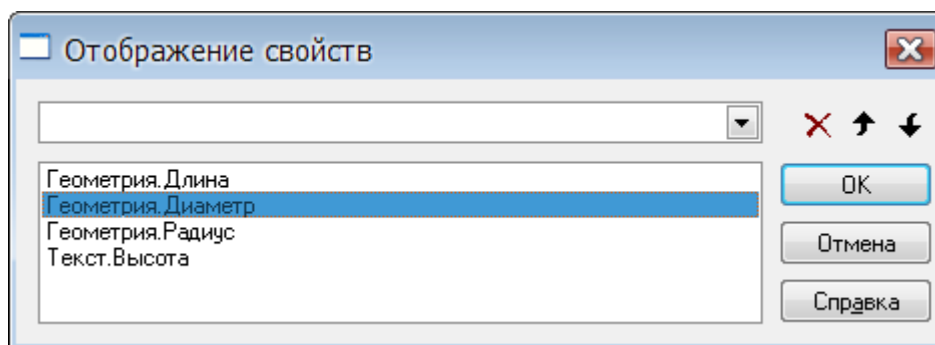 Отображение свойств
Геометрия.Длина
Геометрия.Диаметр
Геометрия.Радиус
Текст.Высота
OK
Отмена
Справка